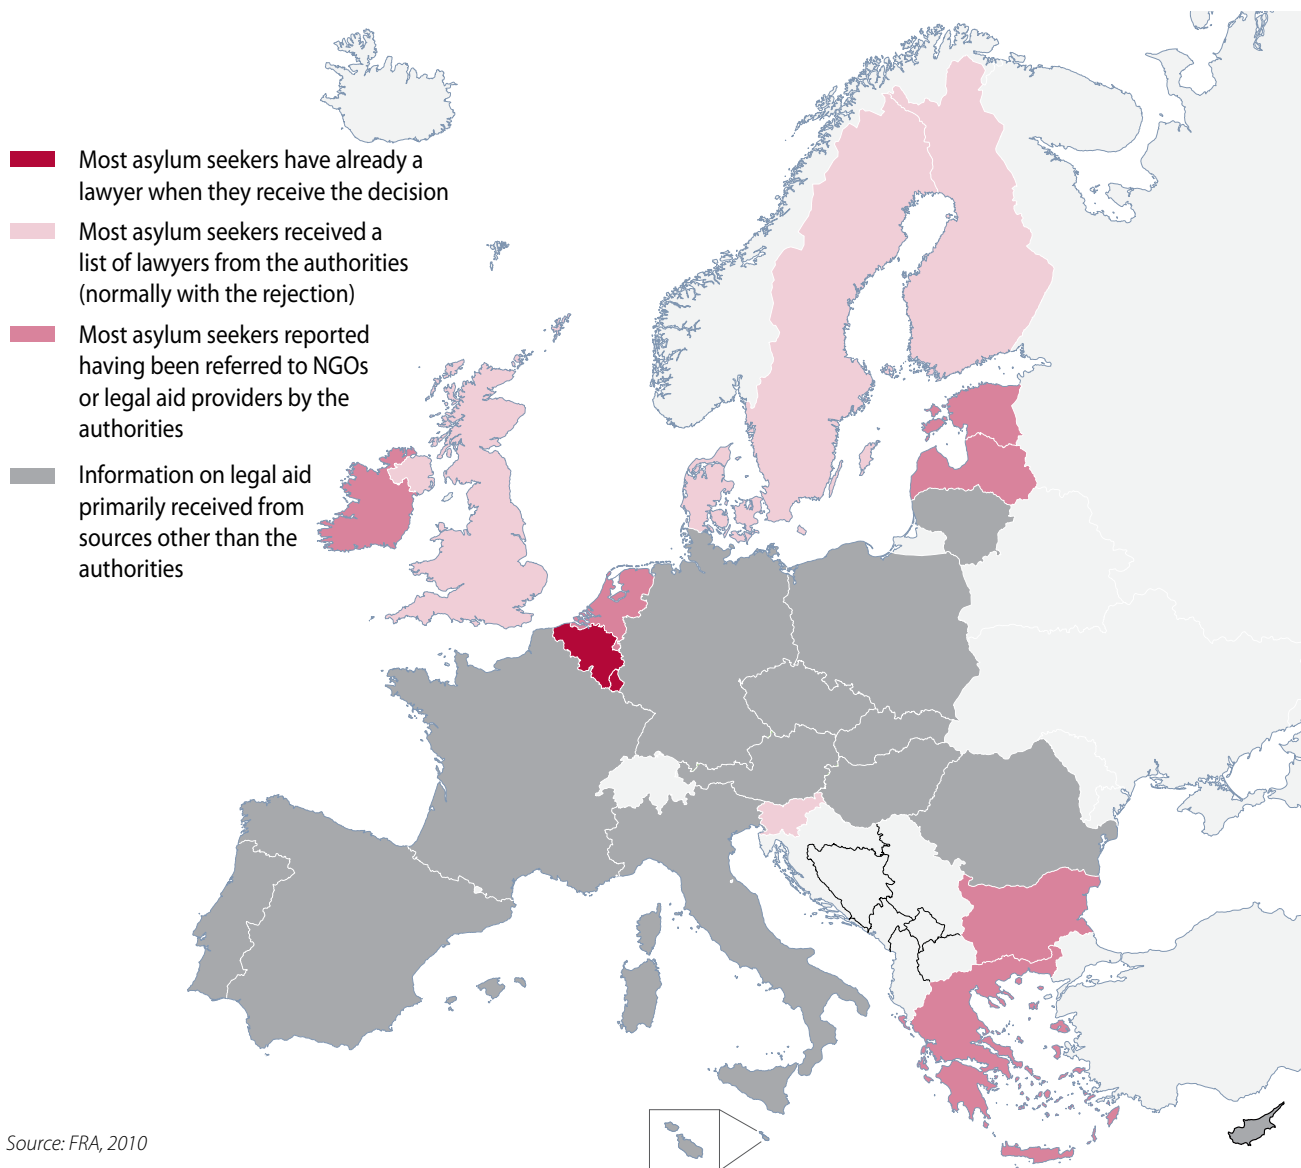 Most asylum seekers have already a
lawyer when they receive the decision
Most asylum seekers received a
list of lawyers from the authorities
(normally with the rejection)
Most asylum seekers reported
having been referred to NGOs
or legal aid providers by the
authorities
Information on legal aid
primarily received from
sources other than the
authorities
Source: FRA, 2010